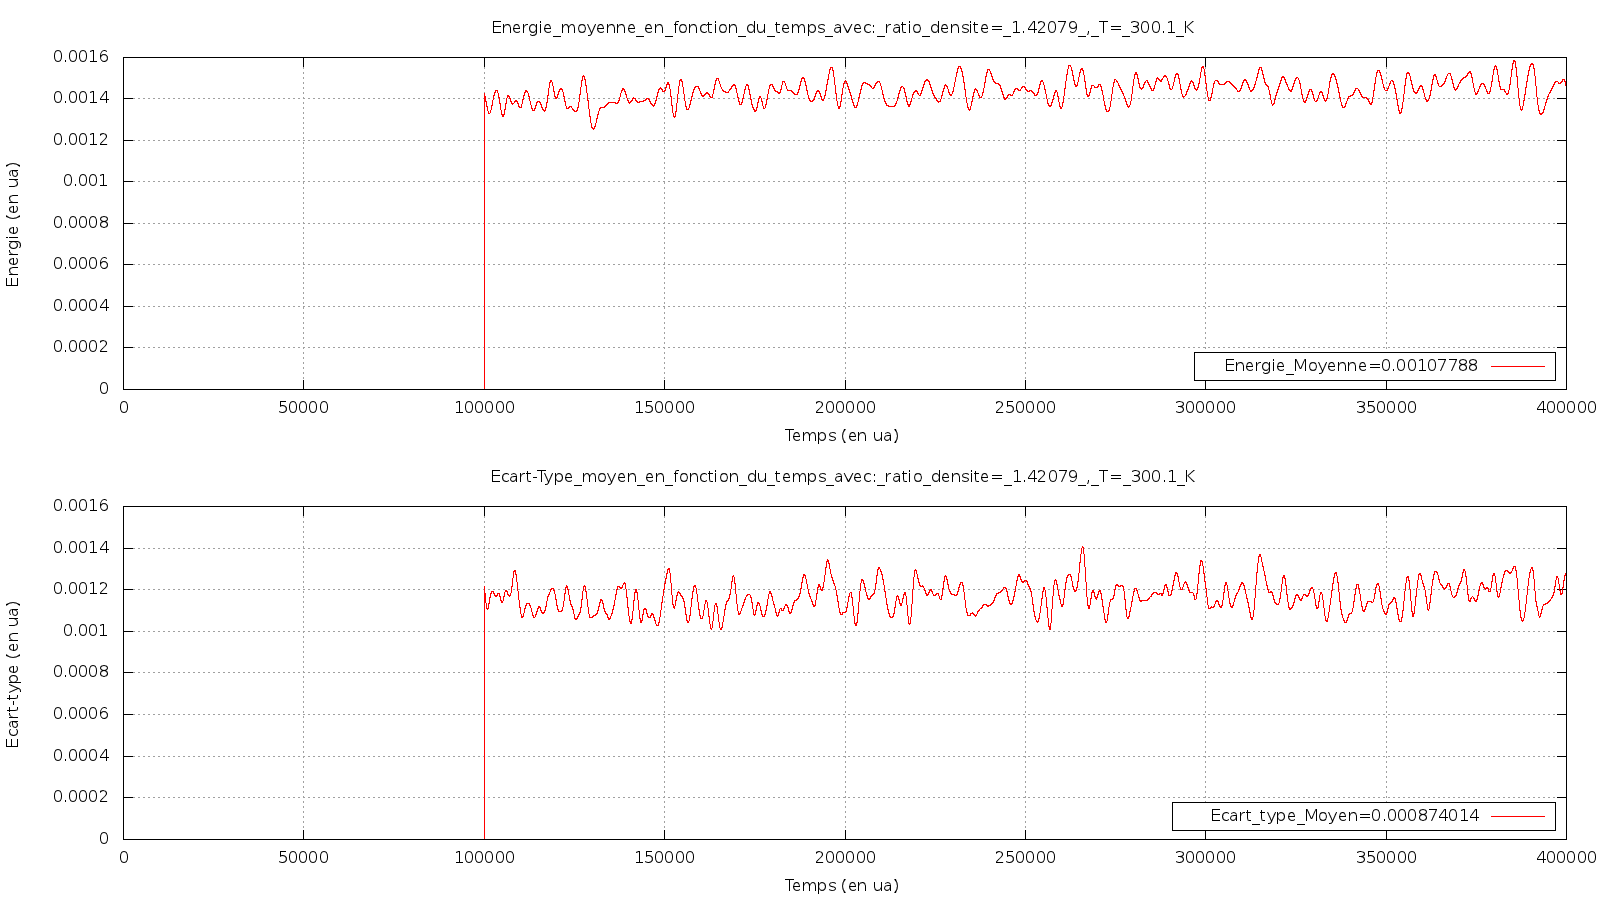 Energie_moyenne_en_fonction_du_temps_avec:_ratio_densite=_1.42079_,_T=_300.1_K
0.0016
0.0014
0.0012
0.001
0.0008
0.0006
0.0004
0.0002
0
Energie (en ua)
Energie_Moyenne=0.00107788
0 50000 100000 150000 200000 250000 300000 350000 400000
Temps (en ua)
Ecart-Type_moyen_en_fonction_du_temps_avec:_ratio_densite=_1.42079_,_T=_300.1_K
0.0016
0.0014
0.0012
0.001
0.0008
0.0006
0.0004
0.0002
0
Ecart-type (en ua)
Ecart_type_Moyen=0.000874014
0 50000 100000 150000 200000 250000 300000 350000 400000
Temps (en ua)